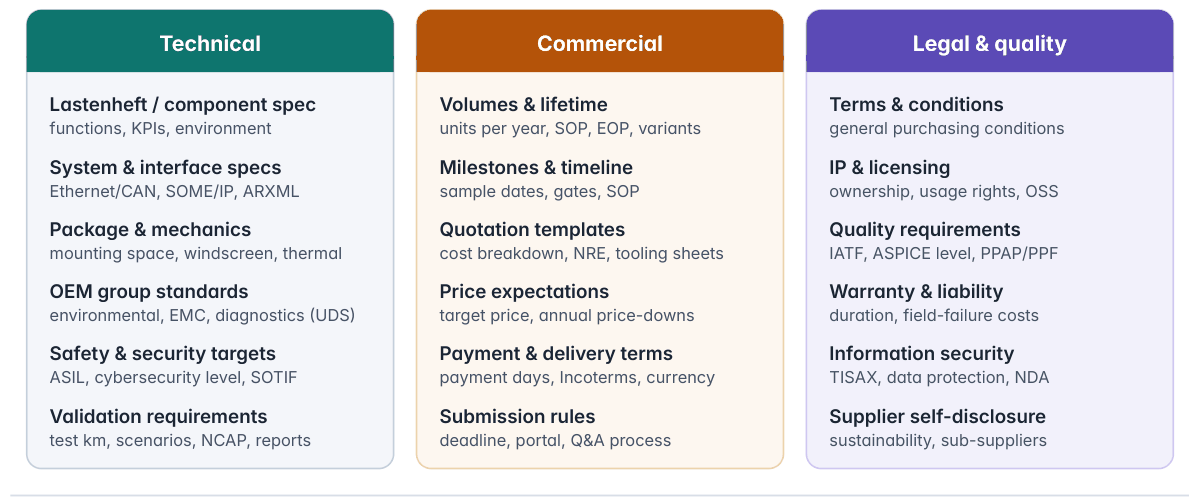 Technical
Lastenheft / component spec
functions, KPIs, environment
System & interface specs
Ethernet/CAN, SOME/IP, ARXML
Package & mechanics
mounting space, windscreen, thermal
OEM group standards
environmental, EMC, diagnostics (UDS)
Safety & security targets
ASIL, cybersecurity level, SOTIF
Validation requirements
test km, scenarios, NCAP, reports
Commercial
Volumes & lifetime
units per year, SOP, EOP, variants
Milestones & timeline
sample dates, gates, SOP
Quotation templates
cost breakdown, NRE, tooling sheets
Price expectations
target price, annual price-downs
Payment & delivery terms
payment days, Incoterms, currency
Submission rules
deadline, portal, Q&A process
Legal & quality
Terms & conditions
general purchasing conditions
IP & licensing
ownership, usage rights, OSS
Quality requirements
IATF, ASPICE level, PPAP/PPF
Warranty & liability
duration, field-failure costs
Information security
TISAX, data protection, NDA
Supplier self-disclosure
sustainability, sub-suppliers